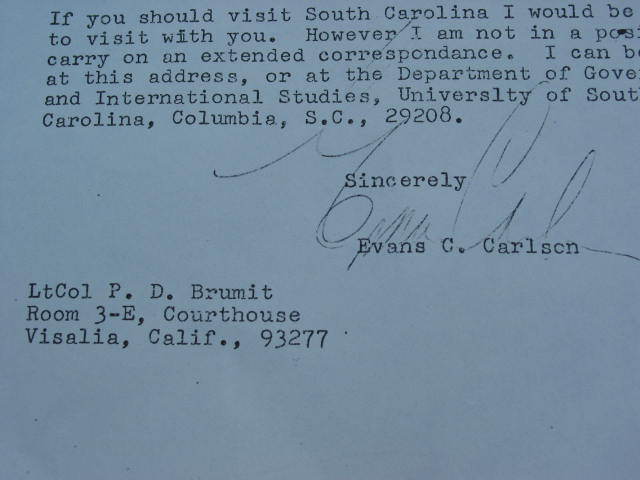 If you should visit South Carolina I would be
to visit with you. However I am not in a posi
carry on an extended correspondance. I can be
at this address, or at the Department of Gove
and International Studies, University of Sout
Carolina, Columbia, S.C., 29208.
Sincerely
Evans C. Carlson
LtCol P. D. Brumit
Room 3-E, Courthouse
Visalia, Calif., 93277